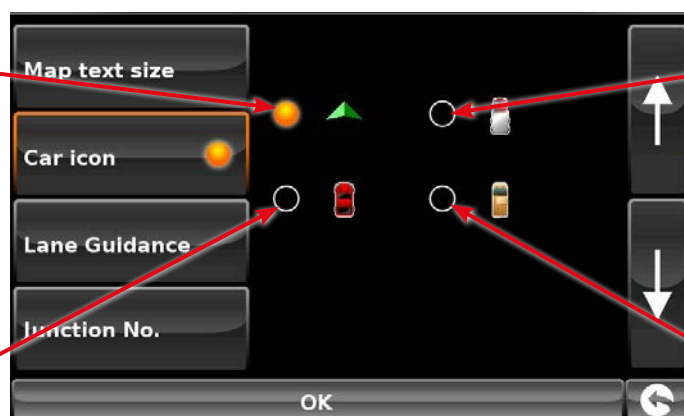 Map text size
Car icon
Lane Guidance
Junction No.
OK